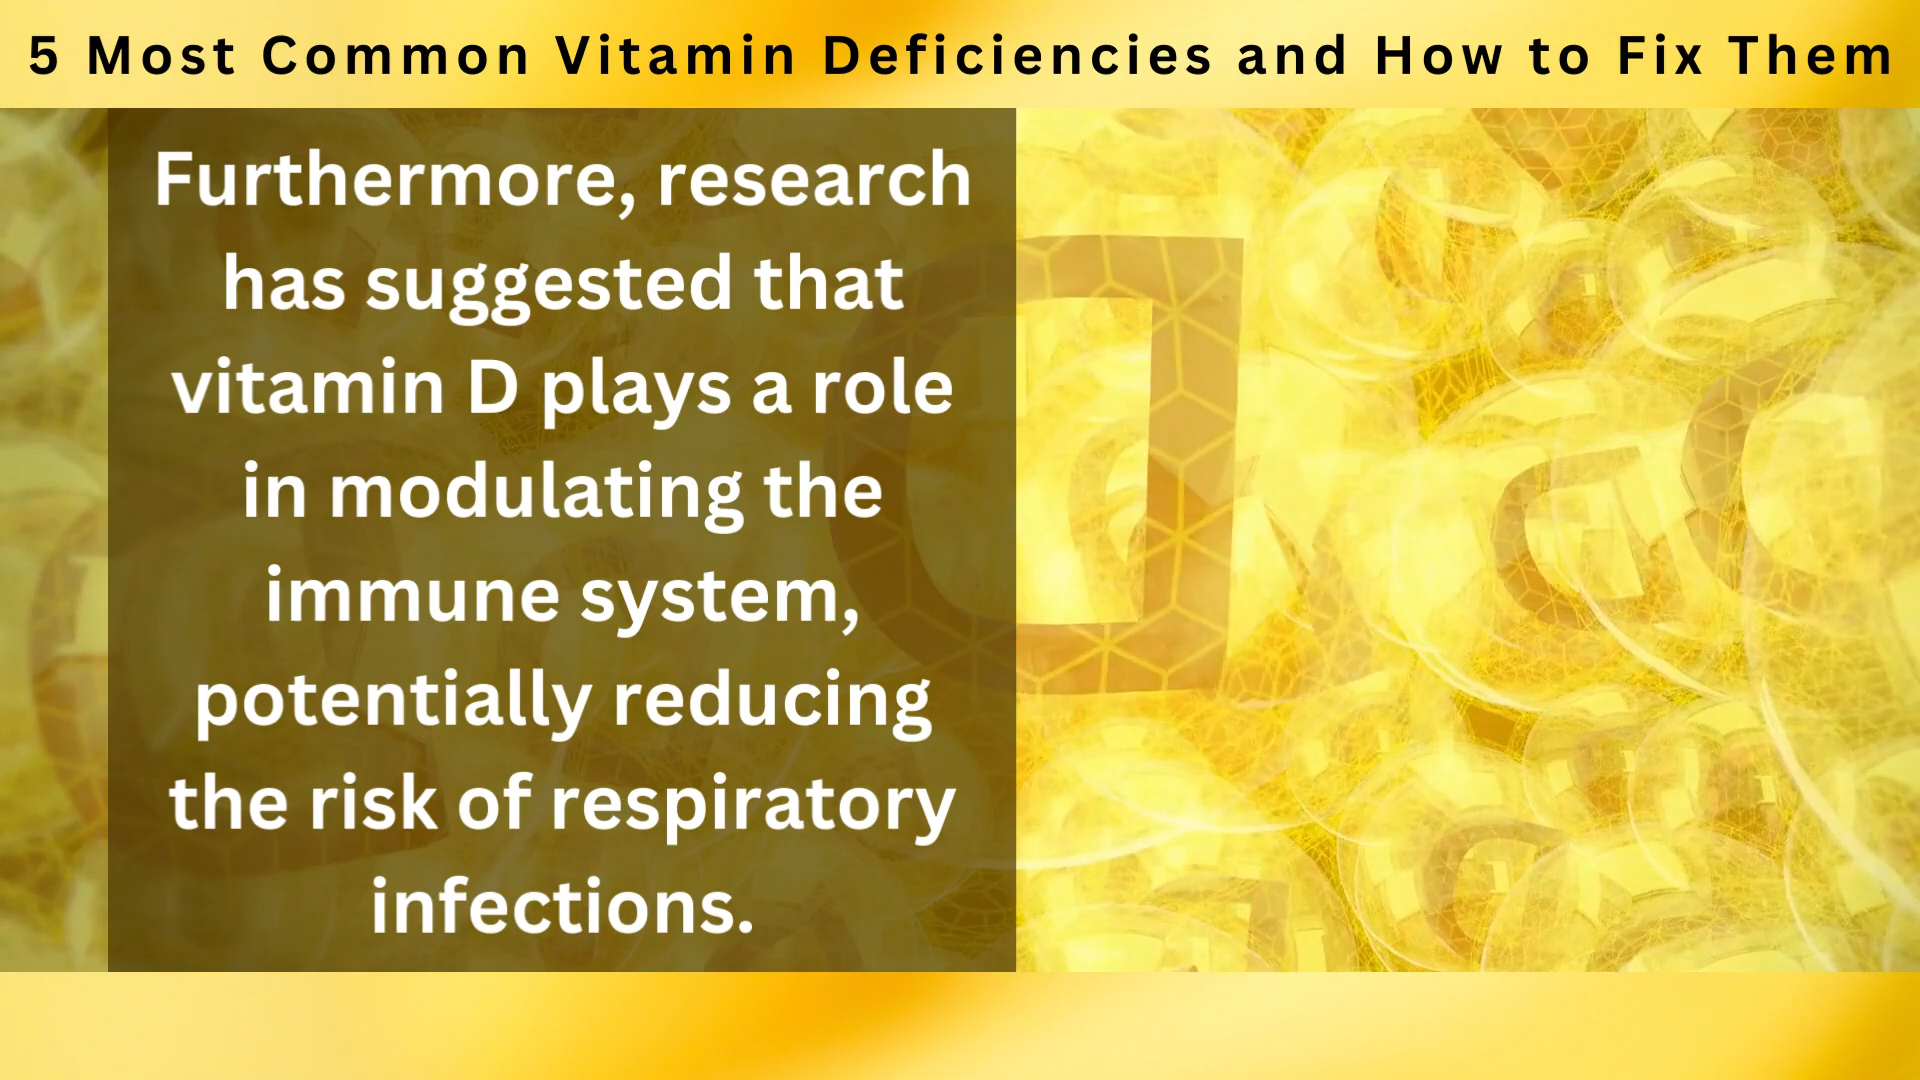 5 Most Common Vitamin Deficiencies and How to Fix Them
Furthermore, research
has suggested that
vitamin D plays a role
in modulating the
immune system,
potentially reducing
the risk of respiratory
infections.